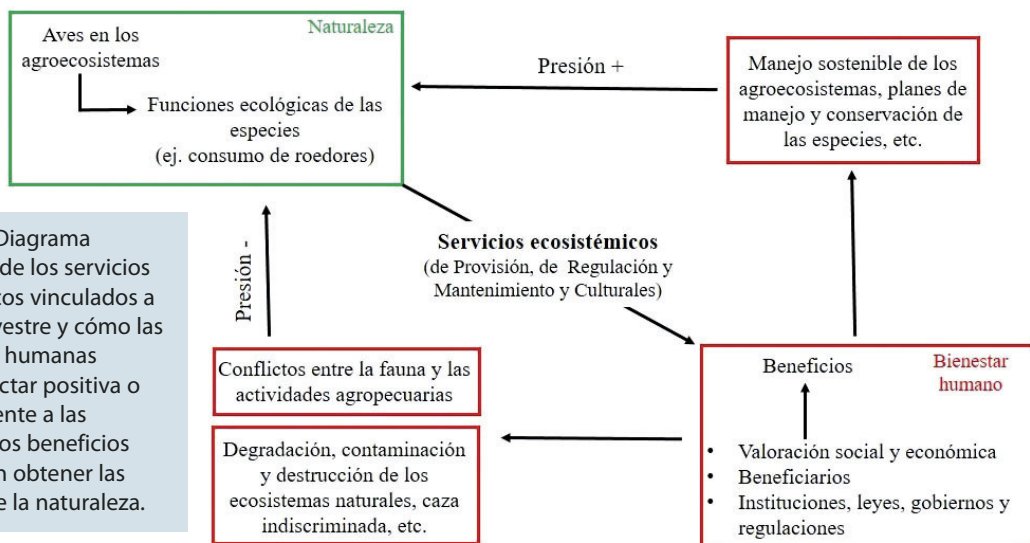 Naturaleza
Aves en los
agroecosistemas
Funciones ecológicas de las
especies
(ej. consumo de roedores)
Presión +
Manejo sostenible de los
agroecosistemas, planes de
manejo y conservación de
las especies, etc.
Diagrama
de los servicios
os vinculados a
vestre y cómo las
humanas
ctar positiva o
ente a las
os beneficios
n obtener las
e la naturaleza.
Presión -
Servicios ecosistémicos
(de Provisión, de Regulación y
Mantenimiento y Culturales)
Conflictos entre la fauna y las
actividades agropecuarias
Degradación, contaminación
y destrucción de los
ecosistemas naturales, caza
indiscriminada, etc.
Beneficios
Bienestar
humano
• Valoración social y económica
• Beneficiarios
• Instituciones, leyes, gobiernos y
regulaciones